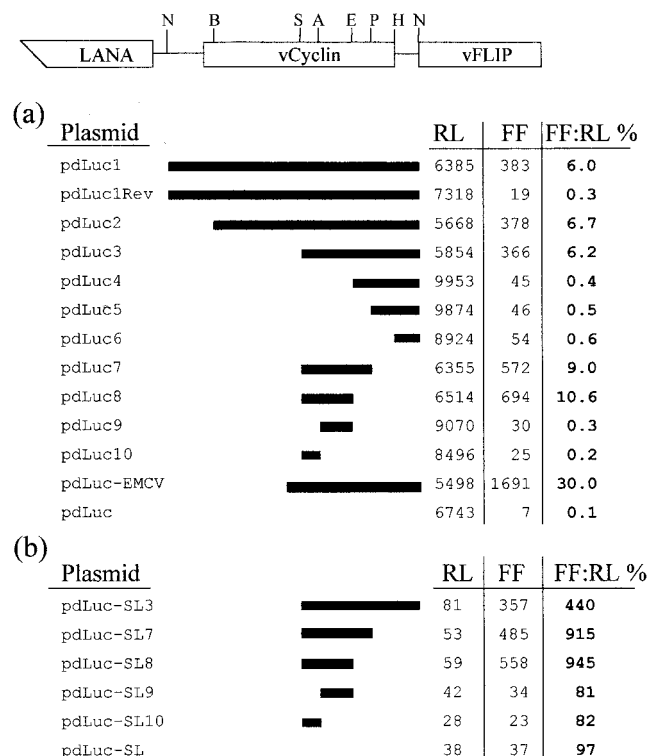 N B S A E P H N
LANA vCyclin vFLIP
(a)
Plasmid RL FF FF:RL %
pdLuc1 6385 383 6.0
pdLuc1Rev 7318 19 0.3
pdLuc2 5668 378 6.7
pdLuc3 5854 366 6.2
pdLuc4 9953 45 0.4
pdLuc5 9874 46 0.5
pdLuc6 8924 54 0.6
pdLuc7 6355 572 9.0
pdLuc8 6514 694 10.6
pdLuc9 9070 30 0.3
pdLuc10 8496 25 0.2
pdLuc-EMCV 5498 1691 30.0
pdLuc 6743 7 0.1
(b)
Plasmid RL FF FF:RL %
pdLuc-SL3 81 357 440
pdLuc-SL7 53 485 915
pdLuc-SL8 59 558 945
pdLuc-SL9 42 34 81
pdLuc-SL10 28 23 82
pdLuc-SL 38 37 97